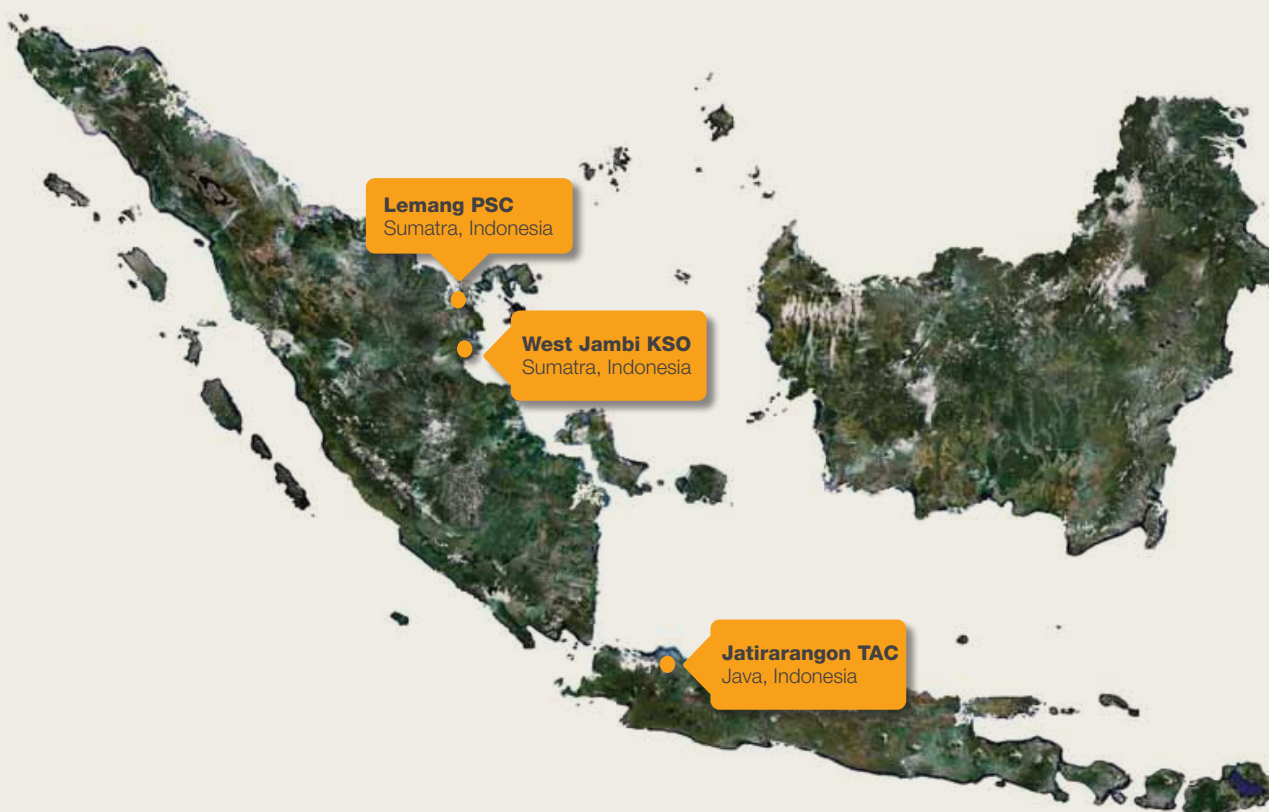 Lemang PSC
Sumatra, Indonesia
West Jambi KSO
Sumatra, Indonesia
Jatirarangon TAC
Java, Indonesia